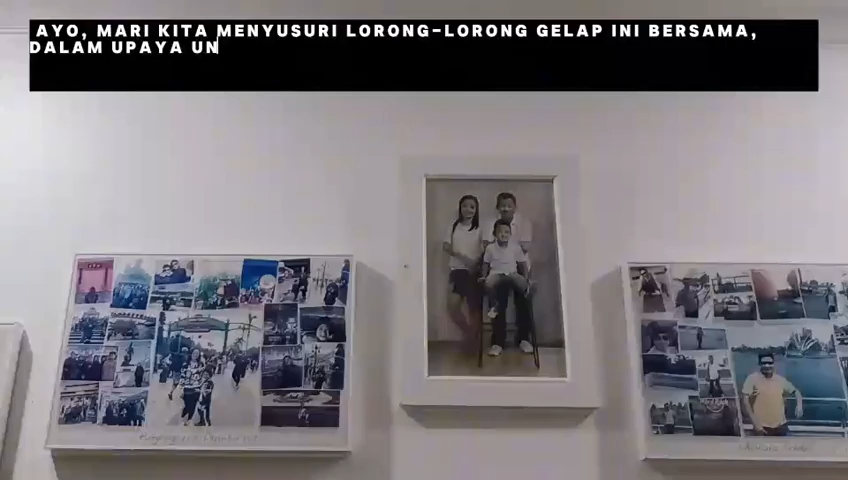 AYO, MARI KITA MENYUSURI LORONG-LORONG GELAP INI BERSAMA,
DALAM UPAYA UN